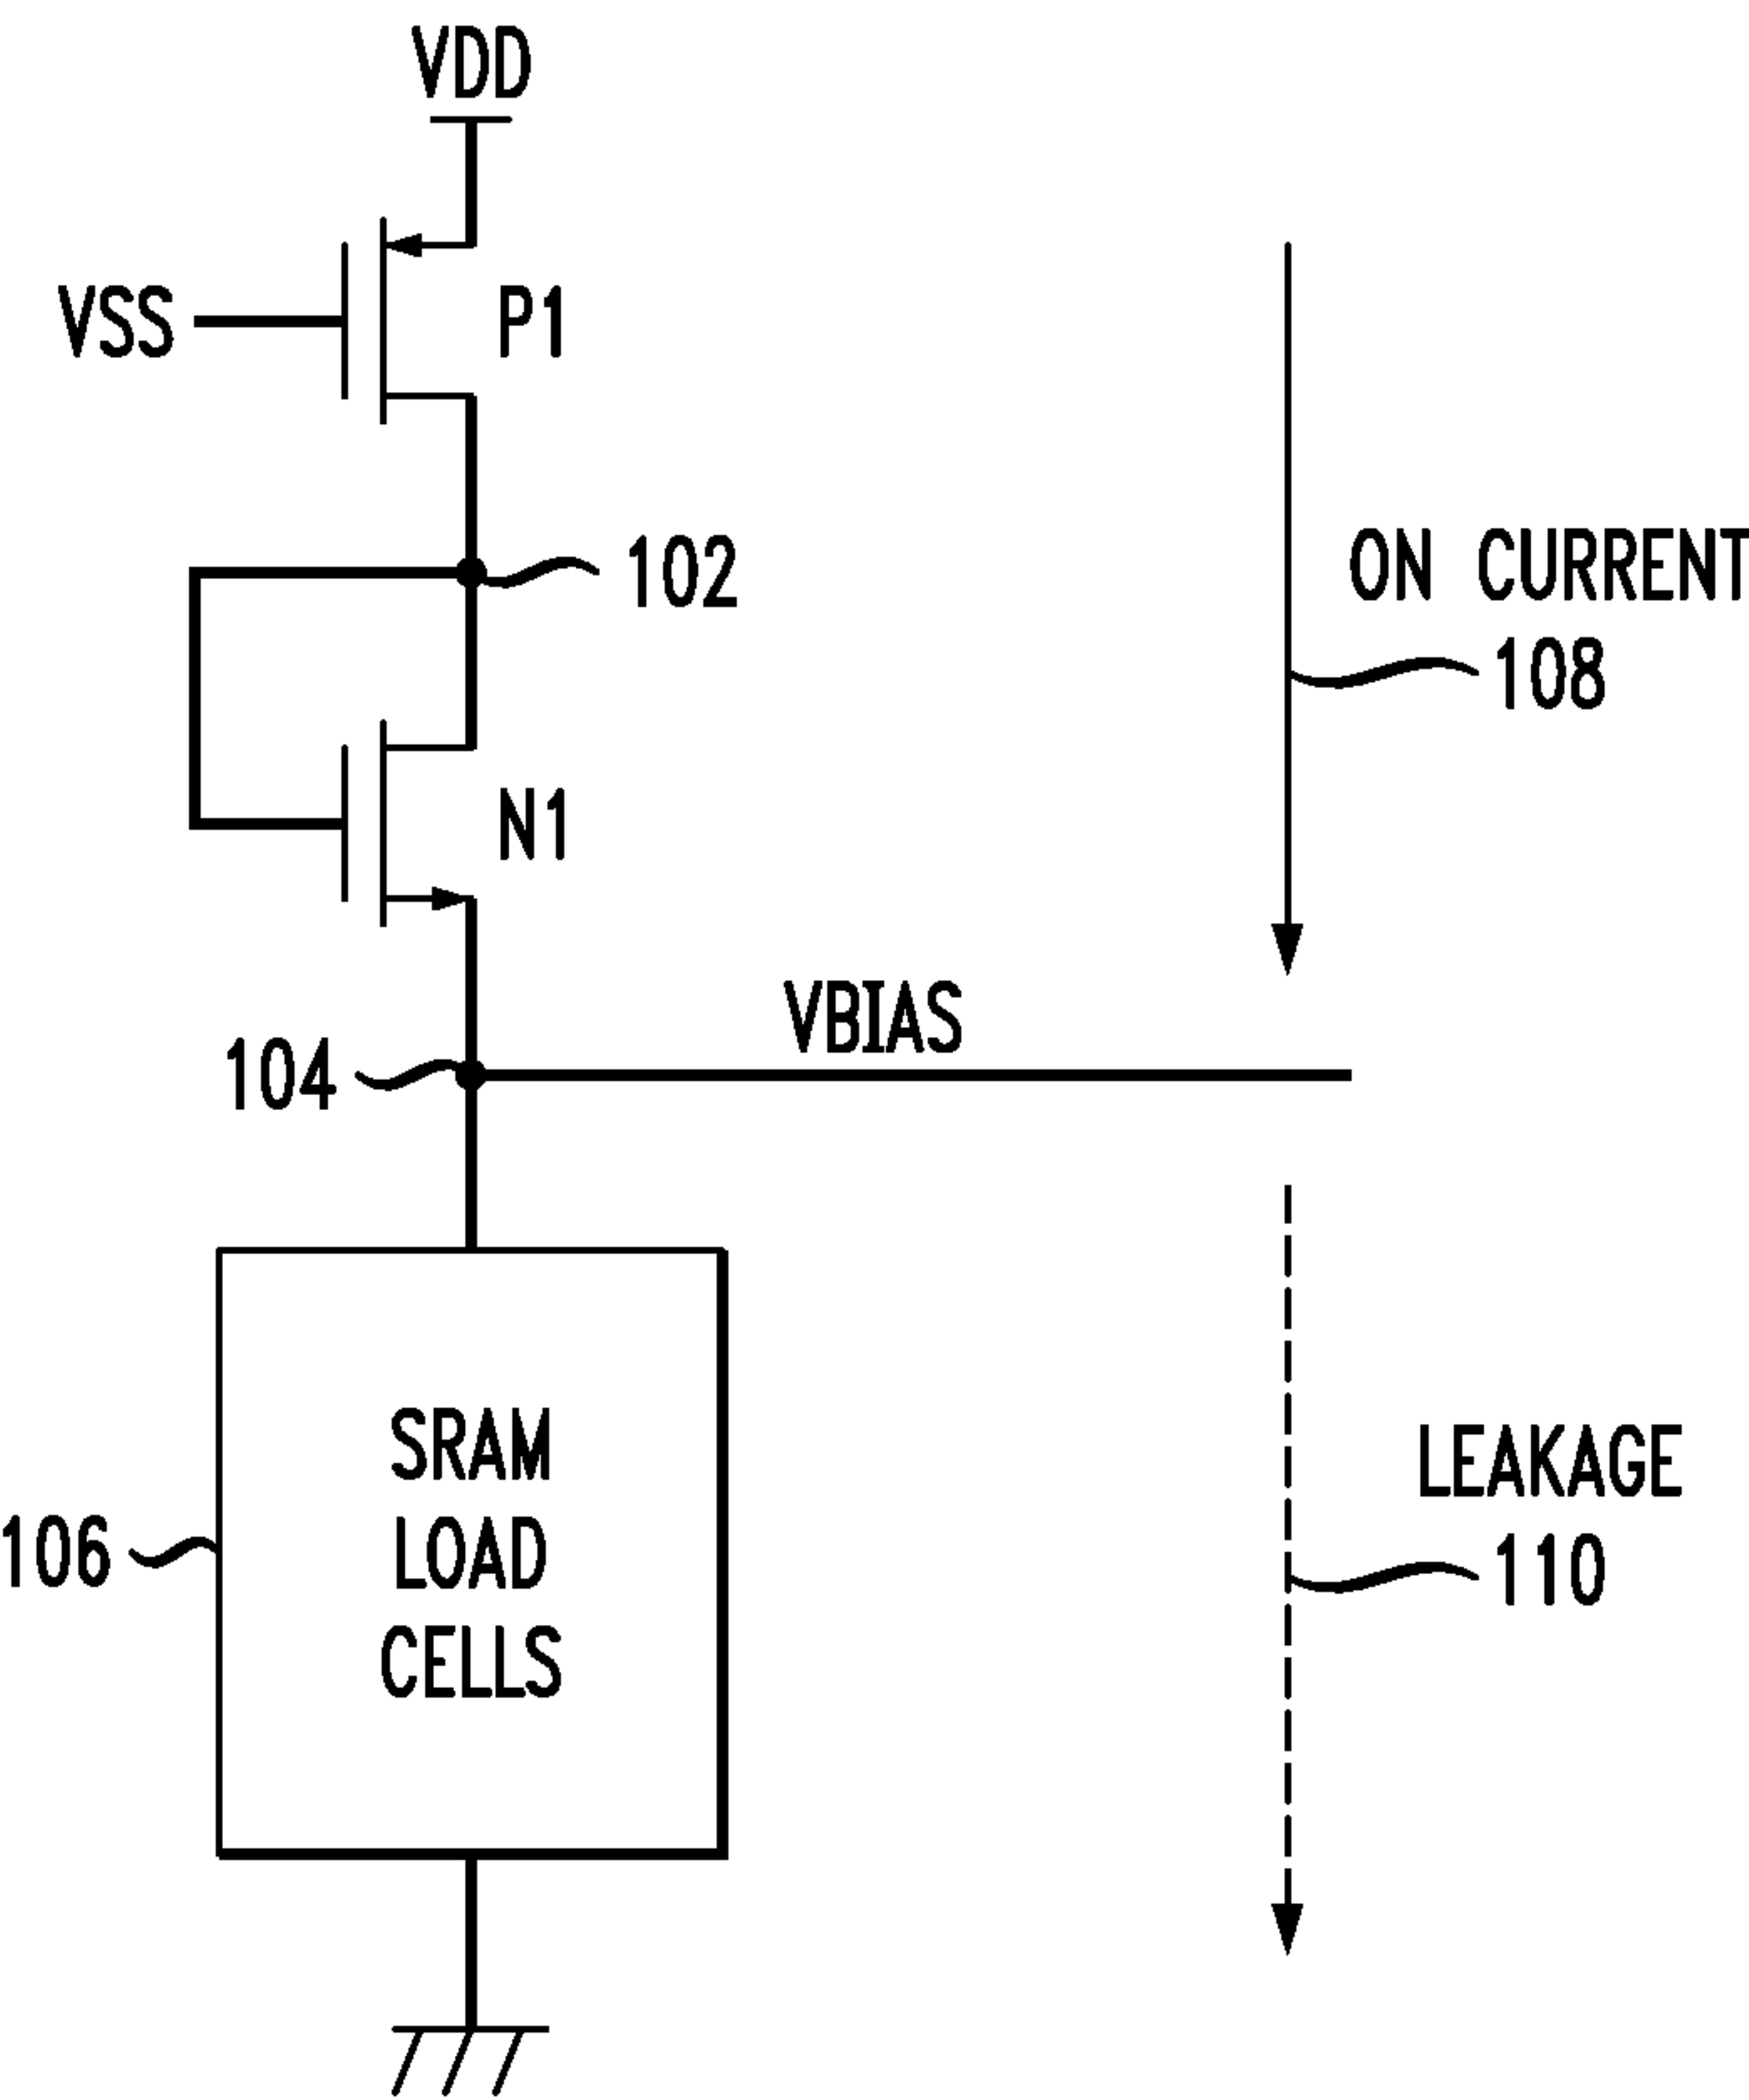 VDD
VSS
P1
102
ON CURRENT
108
N1
VBIAS
104
SRAM
LOAD
CELLS
106
LEAKAGE
110